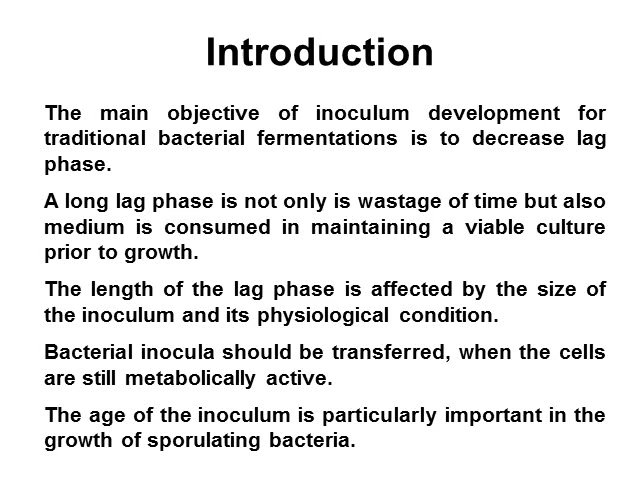 Introduction
The main objective of inoculum development for
traditional bacterial fermentations is to decrease lag
phase.
A long lag phase is not only is wastage of time but also
medium is consumed in maintaining a viable culture
prior to growth.
The length of the lag phase is affected by the size of
the inoculum and its physiological condition.
Bacterial inocula should be transferred, when the cells
are still metabolically active.
The age of the inoculum is particularly important in the
growth of sporulating bacteria.